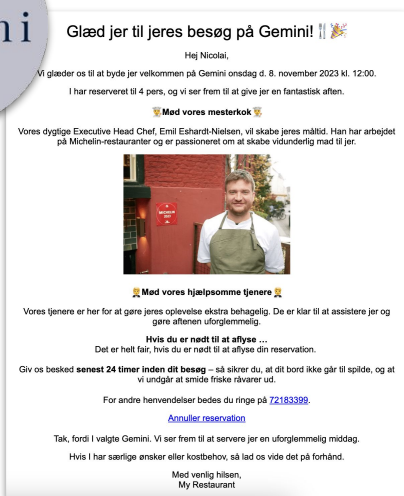 ni
Glæd jer til jeres besøg på Gemini!
Hej Nicolai,
Vi glæder os til at byde jer velkommen på Gemini onsdag d. 8. november 2023 kl. 12:00.
I har reserveret til 4 pers, og vi ser frem til at give jer en fantastisk aften.
Mød vores mesterkok
Vores dygtige Executive Head Chef, Emil Eshardt-Nielsen, vil skabe jeres måltid. Han har arbejdet
på Michelin-restauranter og er passioneret om at skabe vidunderlig mad til jer.
MICHELIN
Mød vores hjælpsomme tjenere
Vores tjenere er her for at gøre jeres oplevelse ekstra behagelig. De er klar til at assistere jer og
gøre aftenen uforglemmelig.
Hvis du er nødt til at aflyse ...
Det er helt fair, hvis du er nødt til at aflyse din reservation.
Giv os besked senest 24 timer inden dit besøg – så sikrer du, at dit bord ikke går til spilde, og at
vi undgår at smide friske råvarer ud.
For andre henvendelser bedes du ringe på 72183399.
Annuller reservation
Tak, fordi I valgte Gemini. Vi ser frem til at servere jer en uforglemmelig middag.
Hvis I har særlige ønsker eller kostbehov, så lad os vide det på forhånd.
Med venlig hilsen,
My Restaurant